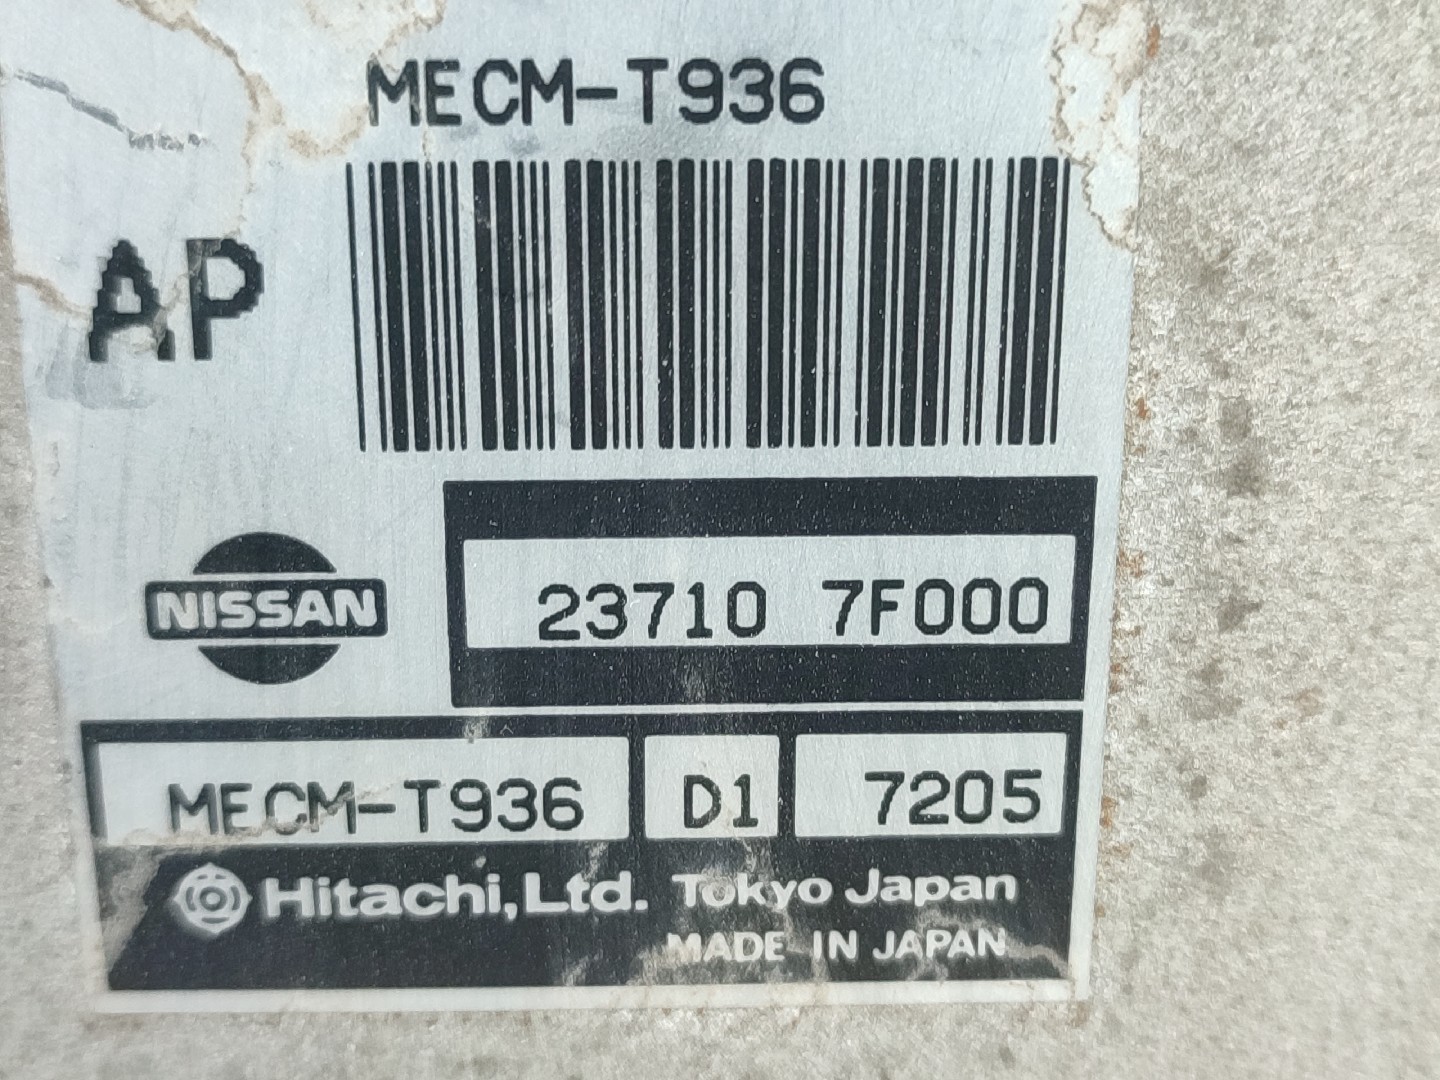 MECM-T936
AP
NISSAN
23710 7F000
MECM-T936 D1 7205
Hitachi, Ltd. Tokyo Japan
MADE IN JAPAN